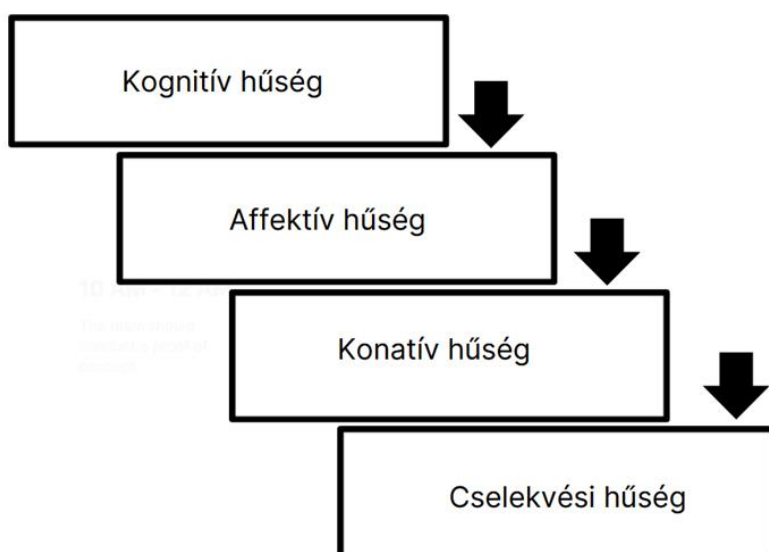 Kognitív hűség
Affektív hűség
Konatív hűség
Cselekvési hűség